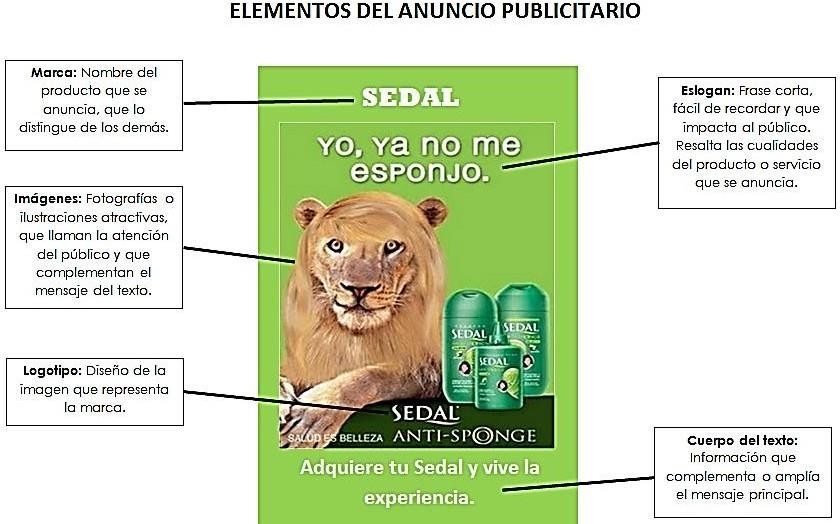 ELEMENTOS DEL ANUNCIO PUBLICITARIO
Marca: Nombre del
producto que se
anuncia, que lo
distingue de los demás.
Imágenes: Fotografías o
ilustraciones atractivas,
que llaman la atención
del público y que
complementan el
mensaje del texto.
Logotipo: Diseño de la
imagen que representa
la marca.
SEDAL
YO, Ya NO Me
ESPONJO.
SEDAL
SEDAL
SEDAL
SEDAL
SALUD ES BELLEZA ANTI-SPONGE
Adquiere tu Sedal y vive la
experiencia.
Eslogan: Frase corta,
fácil de recordar y que
impacta al público.
Resalta las cualidades
del producto o servicio
que se anuncia.
Cuerpo del texto:
Información que
complementa o amplía
el mensaje principal.